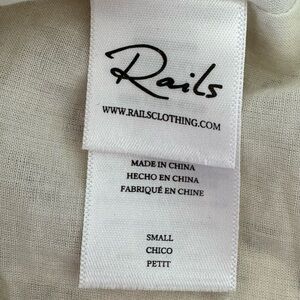 Rails
WWW.RAILSCLOTHING.COM
MADE IN CHINA
HECHO EN CHINA
FABRIQUÉ EN CHINE
SMALL
CHICO
PETIT